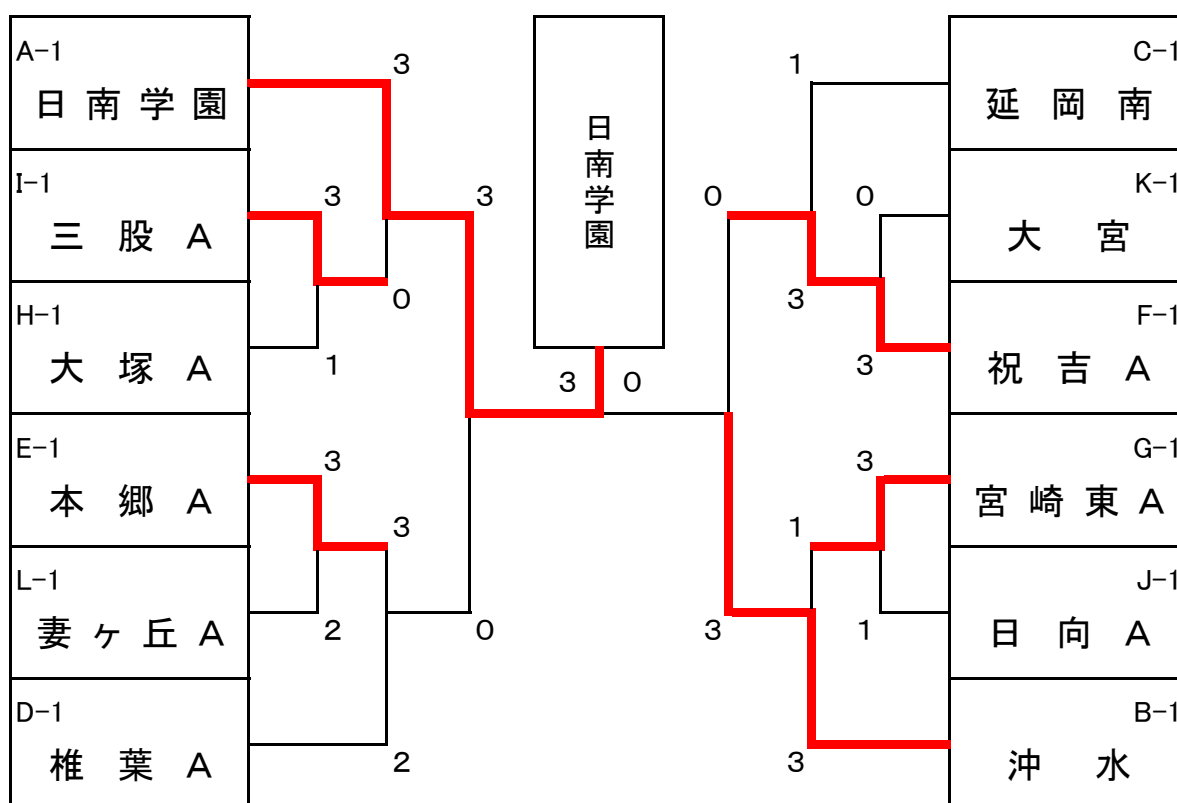 A-1
日南学園
I-1
三股A
H-1
大塚A
E-1
本郷A
L-1
妻ヶ丘A
D-1
椎葉A
3
3
3
0
1
3
3
2
0
2
日南学園
3 0
1
0
0
3
3
3
1
3
1
3
C-1
延岡南
K-1
大宮
F-1
祝吉A
G-1
宮崎東A
J-1
日向A
B-1
沖水